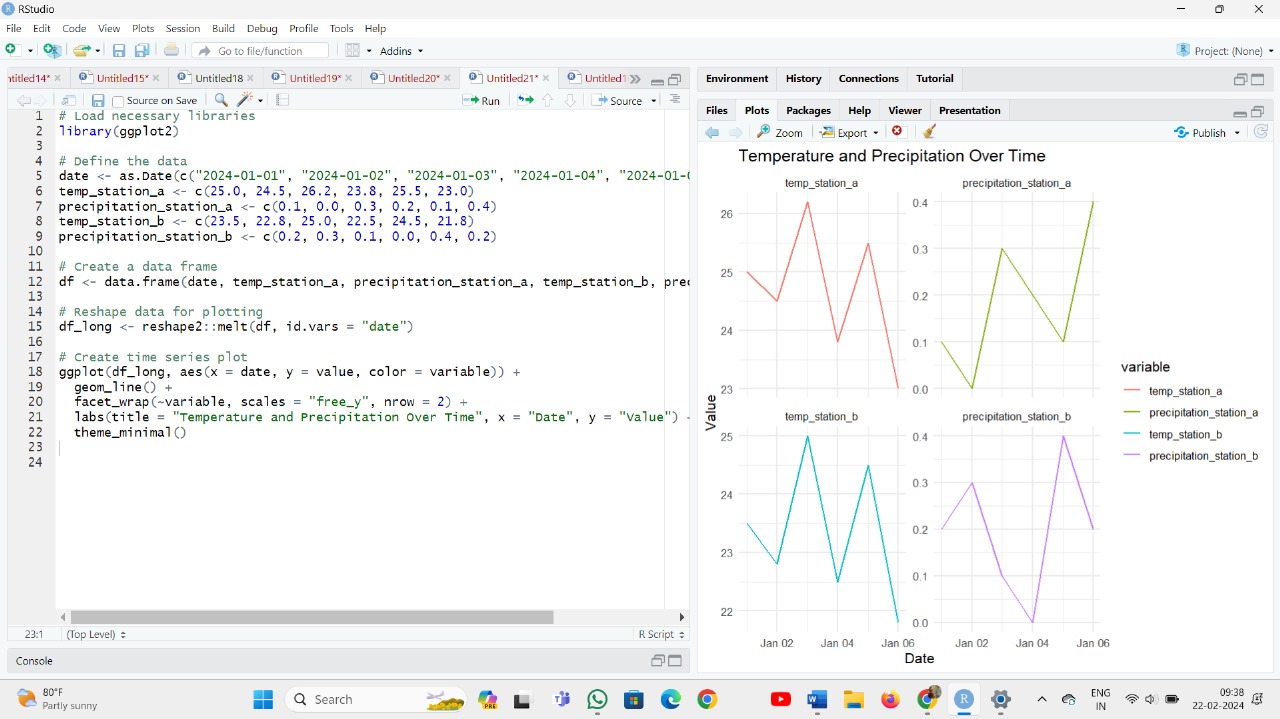 RStudio
File Edit Code View Plots Session Build Debug Profile Tools Help
Go to file/function Addins Project: (None)
ntitled14* Untitled15* Untitled18 Untitled19* Untitled20* Untitled21* Untitled1
Source on Save Run Source
1 # Load necessary libraries
2 library(ggplot2)
3
4 # Define the data
5 date <- as.Date(c("2024-01-01", "2024-01-02", "2024-01-03", "2024-01-04", "2024-01-0
6 temp_station_a <- c(25.0, 24.5, 26.2, 23.8, 25.5, 23.0)
7 precipitation_station_a <- c(0.1, 0.0, 0.3, 0.2, 0.1, 0.4)
8 temp_station_b <- c(23.5, 22.8, 25.0, 22.5, 24.5, 21.8)
9 precipitation_station_b <- c(0.2, 0.3, 0.1, 0.0, 0.4, 0.2)
10
11 # Create a data frame
12 df <- data.frame(date, temp_station_a, precipitation_station_a, temp_station_b, prec
13
14 # Reshape data for plotting
15 df_long <- reshape2::melt(df, id.vars = "date")
16
17 # Create time series plot
18 ggplot(df_long, aes(x = date, y = value, color = variable)) +
19 geom_line() +
20 facet_wrap(~variable, scales = "free_y", nrow = 2) +
21 labs(title = "Temperature and Precipitation Over Time", x = "Date", y = "Value")
22 theme_minimal()
23
24
23:1 (Top Level) R Script
Console
Environment History Connections Tutorial
Files Plots Packages Help Viewer Presentation
Zoom Export Publish
Temperature and Precipitation Over Time
temp_station_a precipitation_station_a
26
25
24
23
0.4
0.3
0.2
0.1
0.0
temp_station_b precipitation_station_b
25
24
23
22
0.4
0.3
0.2
0.1
0.0
Jan 02 Jan 04 Jan 06 Jan 02 Jan 04 Jan 06
Value
Date
variable
temp_station_a
precipitation_station_a
temp_station_b
precipitation_station_b
80°F
Partly sunny
Search
PRE
ENG
IN
09:38
22-02-2024